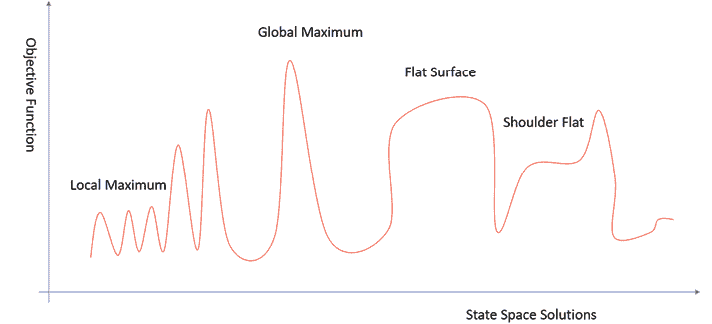 Global Maximum
Objective Function
Flat Surface
Shoulder Flat
Local Maximum
State Space Solutions